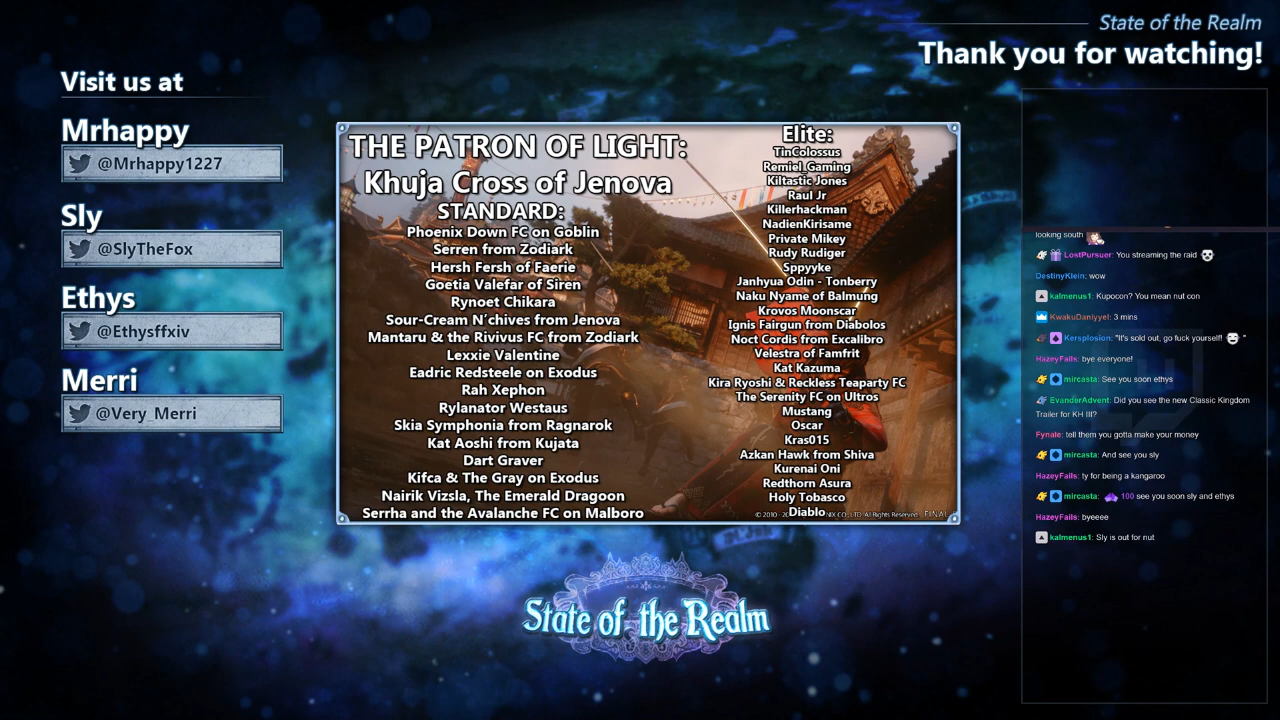 State of the Realm
Thank you for watching!
Visit us at
Mrhappy
@Mrhappy1227
Sly
@SlyTheFox
Ethys
@Ethysffxiv
Merri
@Very_Merri
THE PATRON OF LIGHT:
Khuja Cross of Jenova
STANDARD:
Phoenix Down FC on Goblin
Serren from Zodiark
Hersh Fersh of Faerie
Goetia Valefar of Siren
Rynoet Chikara
Sour-Cream N'chives from Jenova
Mantaru & the Rivivus FC from Zodiark
Lexxie Valentine
Eadric Redsteele on Exodus
Rah Xephon
Rylanator Westaus
Skia Symphonia from Ragnarok
Kat Aoshi from Kujata
Dart Graver
Kifca & The Gray on Exodus
Nairik Vizsla, The Emerald Dragoon
Serrha and the Avalanche FC on Malboro
Elite:
TinColossus
Remiel Gaming
Kiltastic Jones
Raul Jr
Killerhackman
NadienKirisame
Private Mikey
Rudy Rudiger
Sppyyke
Janhyua Odin - Tonberry
Naku Nyame of Balmung
Krovos Moonscar
Ignis Fairgun from Diabolos
Noct Cordis from Excalibro
Velestra of Famfrit
Kat Kazuma
Kira Ryoshi & Reckless Teaparty FC
The Serenity FC on Ultros
Mustang
Oscar
Kras015
Azkan Hawk from Shiva
Kurenai Oni
Redthorn Asura
Holy Tobasco
Diablo
© 2010 - CO., LTD. All Rights Reserved.
State of the Realm
looking south
LostPursuer: You streaming the raid
DestinyKlein: wow
kalmenus1: Kupocon? You mean nut con
KwakuDaniyyel: 3 mins
Kersplosion: "It's sold out, go fuck yourself! "
HazeyFails: bye everyone!
mircasta: See you soon ethys
EvanderAdvent: Did you see the new Classic Kingdom
Trailer for KH III?
Fynate: tell them you gotta make your money
mircasta: And see you sly
HazeyFails: ty for being a kangaroo
mircasta: 100 see you soon sly and ethys
HazeyFails: byeeee
kalmenus1: Sly is out for nut